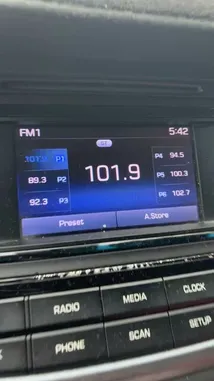 FM1 5:42
ST
P1 P4 94.5
89.3 P2 101.9 P5 100.3
92.3 P3 P6 102.7
Preset A.Store
RADIO MEDIA CLOCK
PHONE SCAN SETUP